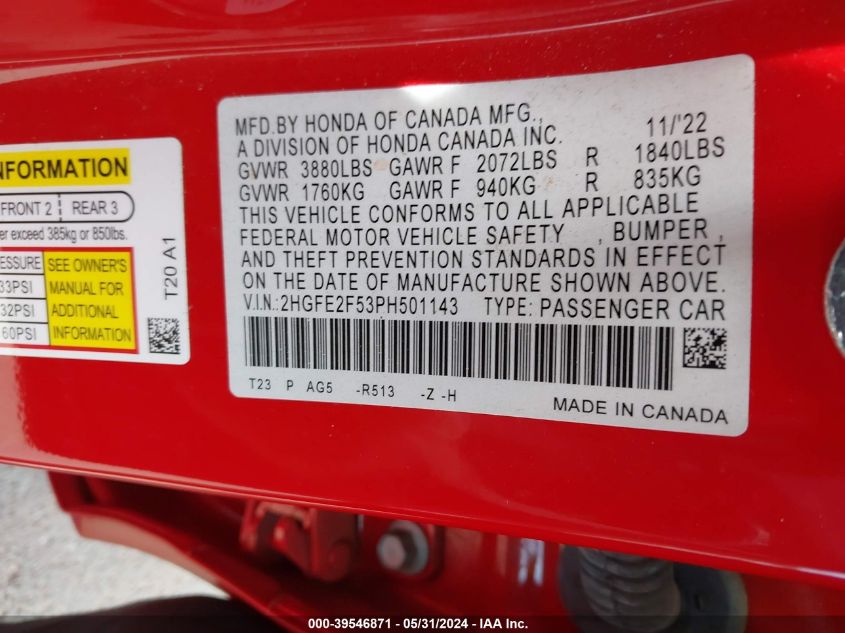 INFORMATION
FRONT 2 REAR 3
er exceed 385kg or 850lbs.
PRESSURE SEE OWNER'S
33PSI MANUAL FOR
32PSI ADDITIONAL
60PSI INFORMATION
T20 A1
MFD.BY HONDA OF CANADA MFG., 11/'22
A DIVISION OF HONDA CANADA INC.
GVWR 3880LBS GAWR F 2072LBS R 1840LBS
GVWR 1760KG GAWR F 940KG R 835KG
THIS VEHICLE CONFORMS TO ALL APPLICABLE
FEDERAL MOTOR VEHICLE SAFETY , BUMPER ,
AND THEFT PREVENTION STANDARDS IN EFFECT
ON THE DATE OF MANUFACTURE SHOWN ABOVE.
V.I.N.:2HGFE2F53PH501143 TYPE: PASSENGER CAR
T23 P AG5 -R513 -Z -H
MADE IN CANADA
000-39546871 - 05/31/2024 - IAA Inc.